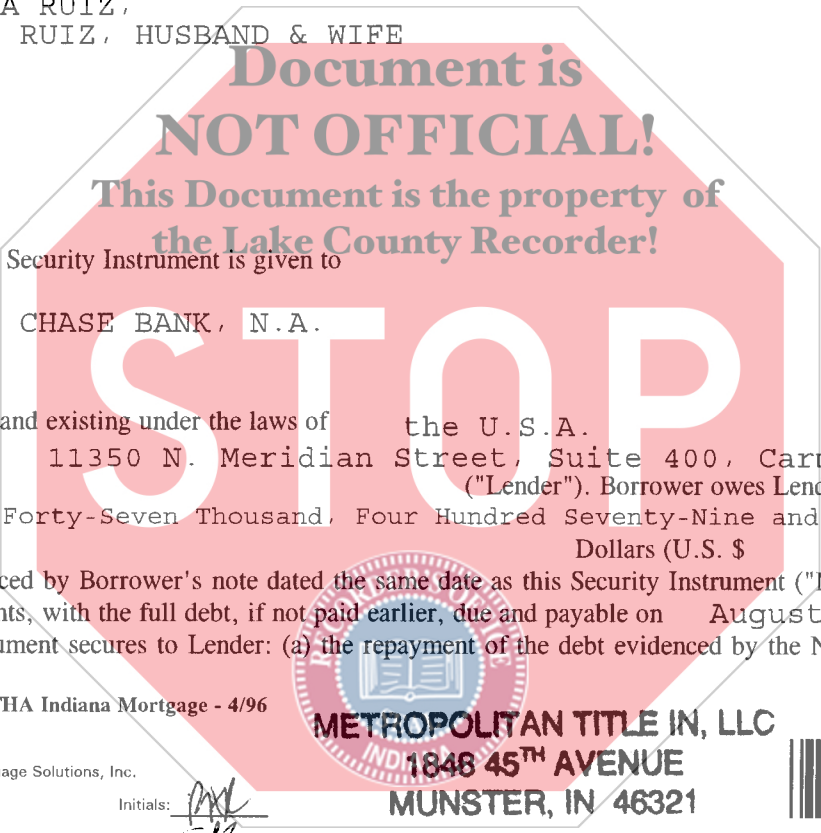 A RUIZ,
RUIZ, HUSBAND & WIFE
Document is
NOT OFFICIAL!
This Document is the property of
the Lake County Recorder!
Security Instrument is given to
CHASE BANK, N.A.
STOP
and existing under the laws of the U.S.A.
11350 N. Meridian Street, Suite 400, Carm
("Lender"). Borrower owes Lend
Forty-Seven Thousand, Four Hundred Seventy-Nine and
Dollars (U.S. $
ced by Borrower's note dated the same date as this Security Instrument ("N
nts, with the full debt, if not paid earlier, due and payable on August
ument secures to Lender: (a) the repayment of the debt evidenced by the N
RECORDER'S OFFICE
INDIANA
HA Indiana Mortgage - 4/96
METROPOLITAN TITLE IN, LLC
1848 45TH AVENUE
MUNSTER, IN 46321
age Solutions, Inc.
Initials: